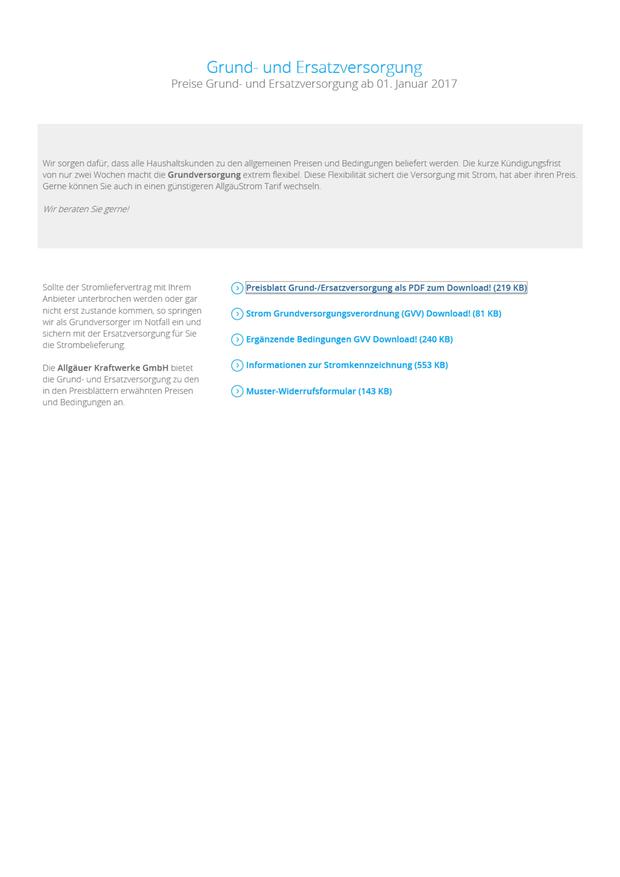 Grund- und Ersatzversorgung
Preise Grund- und Ersatzversorgung ab 01. Januar 2017
Wir sorgen dafür, dass alle Haushaltskunden zu den allgemeinen Preisen und Bedingungen beliefert werden. Die kurze Kündigungsfrist
von nur zwei Wochen macht die Grundversorgung extrem flexibel. Diese Flexibilität sichert die Versorgung mit Strom, hat aber ihren Preis.
Gerne können Sie auch in einen günstigeren AllgäuStrom Tarif wechseln.
Wir beraten Sie gerne!
Sollte der Stromliefervertrag mit Ihrem
Anbieter unterbrochen werden oder gar
nicht erst zustande kommen, so springen
wir als Grundversorger im Notfall ein und
sichern mit der Ersatzversorgung für Sie
die Strombelieferung.
Die Allgäuer Kraftwerke GmbH bietet
die Grund- und Ersatzversorgung zu den
in den Preisblättern erwähnten Preisen
und Bedingungen an.
Preisblatt Grund-/Ersatzversorgung als PDF zum Download! (219 KB)
Strom Grundversorgungsverordnung (GVV) Download! (81 KB)
Ergänzende Bedingungen GVV Download! (240 KB)
Informationen zur Stromkennzeichnung (553 KB)
Muster-Widerrufsformular (143 KB)